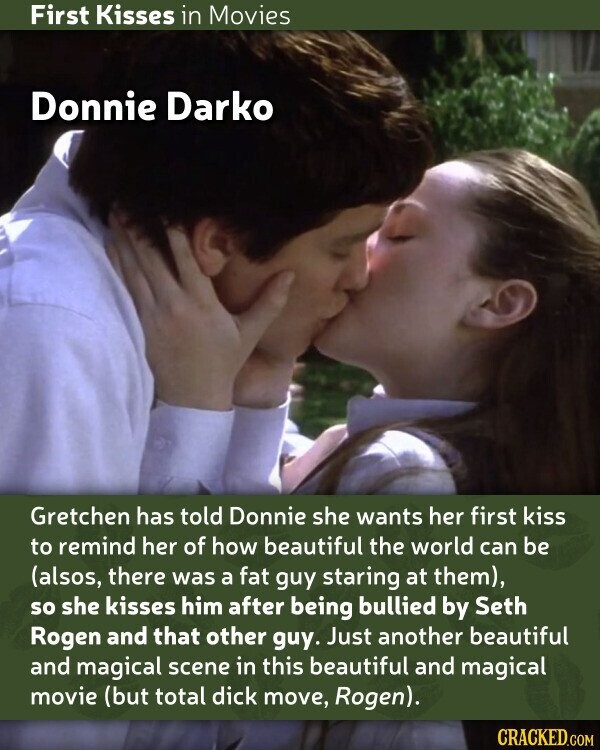 First Kisses in Movies
Donnie Darko
Gretchen has told Donnie she wants her first kiss
to remind her of how beautiful the world can be
(alsos, there was a fat guy staring at them),
so she kisses him after being bullied by Seth
Rogen and that other guy. Just another beautiful
and magical scene in this beautiful and magical
movie (but total dick move, Rogen).
CRACKED.COM